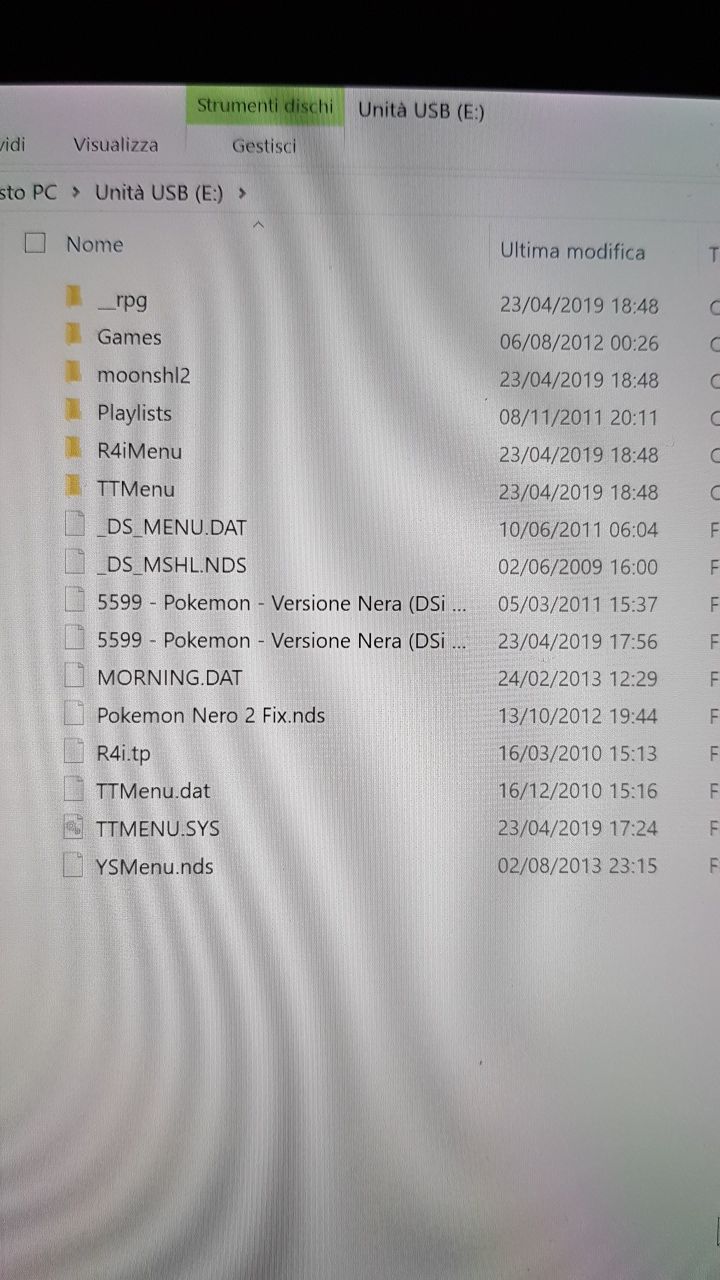 Strumenti dischi Unità USB (E:)
vidi Visualizza Gestisci
sto PC > Unità USB (E:) >
Nome Ultima modifica T
__rpg 23/04/2019 18:48 C
Games 06/08/2012 00:26 C
moonshl2 23/04/2019 18:48 C
Playlists 08/11/2011 20:11 C
R4iMenu 23/04/2019 18:48 C
TTMenu 23/04/2019 18:48 C
_DS_MENU.DAT 10/06/2011 06:04 F
_DS_MSHL.NDS 02/06/2009 16:00 F
5599 - Pokemon - Versione Nera (DSi ... 05/03/2011 15:37 F
5599 - Pokemon - Versione Nera (DSi ... 23/04/2019 17:56 F
MORNING.DAT 24/02/2013 12:29 F
Pokemon Nero 2 Fix.nds 13/10/2012 19:44 F
R4i.tp 16/03/2010 15:13 F
TTMenu.dat 16/12/2010 15:16 F
TTMENU.SYS 23/04/2019 17:24 F
YSMenu.nds 02/08/2013 23:15 F